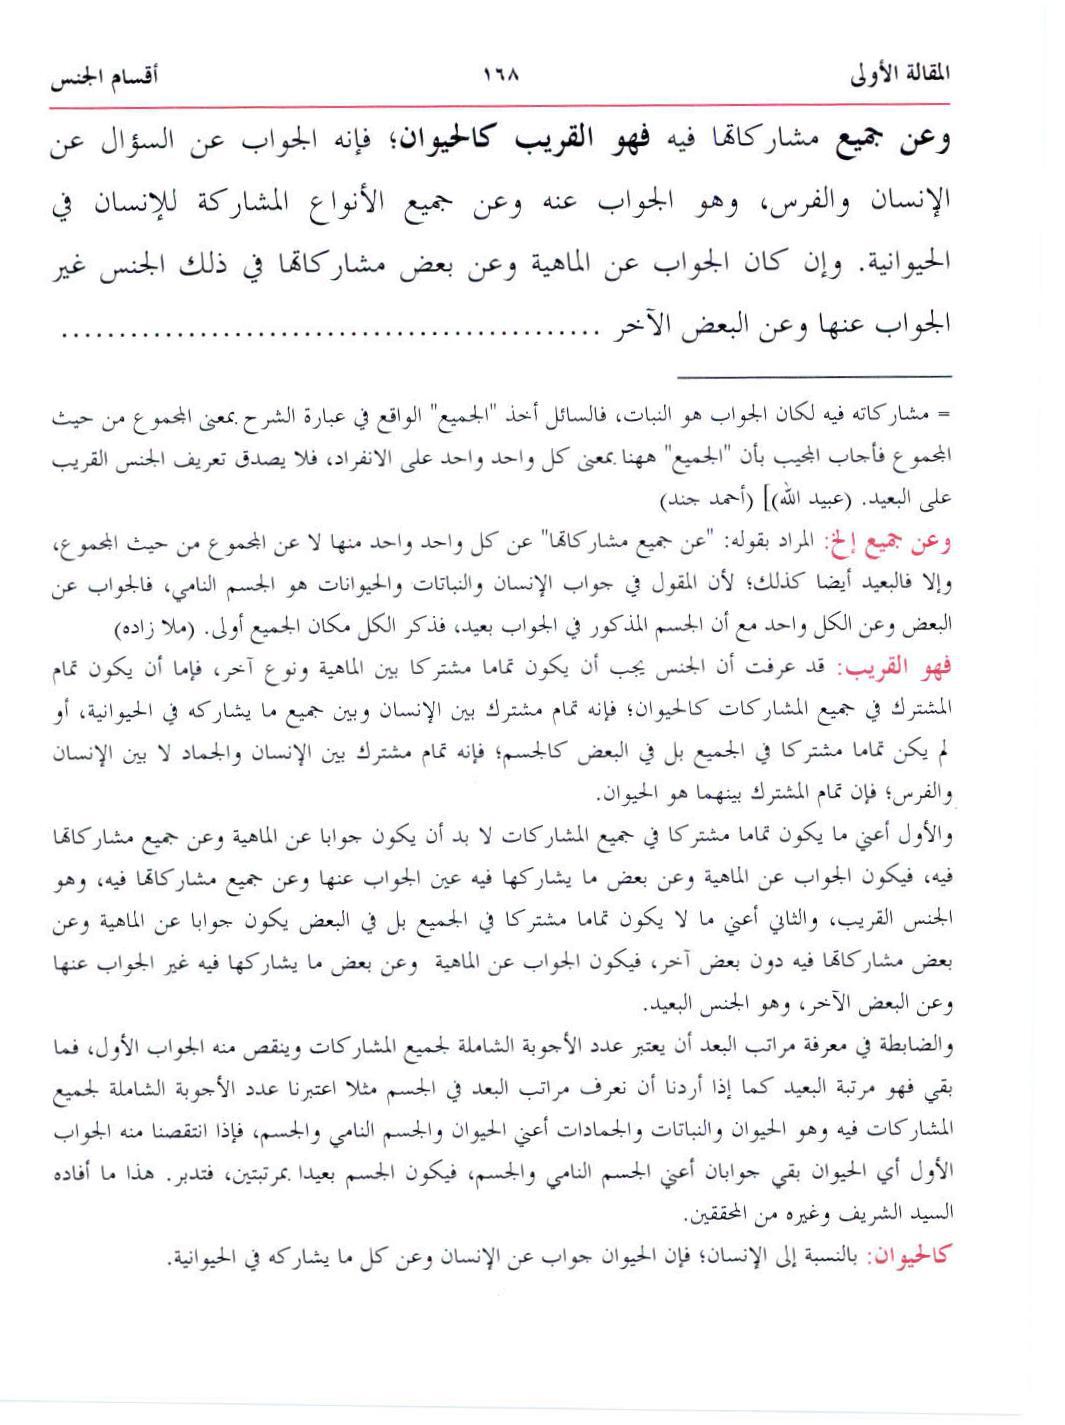 المقالة الأولى ١٦٨ أقسام الجنس
وعن جميع مشاركاتها فيه فهو القريب كالحيوان؛ فإنه الجواب عن السؤال عن
الإنسان والفرس، وهو الجواب عنه وعن جميع الأنواع المشاركة للإنسان في
الحيوانية. وإن كان الجواب عن الماهية وعن بعض مشاركاتها في ذلك الجنس غير
الجواب عنها وعن البعض الآخر ..............................................
= مشاركاته فيه لكان الجواب هو النبات، فالسائل أخذ "الجميع" الواقع في عبارة الشرح بمعنى المجموع من حيث
المجموع فأجاب المجيب بأن "الجميع" ههنا بمعنى كل واحد واحد على الانفراد، فلا يصدق تعريف الجنس القريب
على البعيد. (عبيد الله)] (أحمد جند)
وعن جميع إلخ: المراد بقوله: "عن جميع مشاركاتها" عن كل واحد واحد منها لا عن المجموع من حيث المجموع،
وإلا فالبعيد أيضا كذلك؛ لأن المقول في جواب الإنسان والنباتات والحيوانات هو الجسم النامي، فالجواب عن
البعض وعن الكل واحد مع أن الجسم المذكور في الجواب بعيد، فذكر الكل مكان الجميع أولى. (ملا زاده)
فهو القريب: قد عرفت أن الجنس يجب أن يكون تماما مشتركا بين الماهية ونوع آخر، فإما أن يكون تمام
المشترك في جميع المشاركات كالحيوان؛ فإنه تمام مشترك بين الإنسان وبين جميع ما يشاركه في الحيوانية، أو
لم يكن تماما مشتركا في الجميع بل في البعض كالجسم؛ فإنه تمام مشترك بين الإنسان والجماد لا بين الإنسان
والفرس؛ فإن تمام المشترك بينهما هو الحيوان.
والأول أعني ما يكون تماما مشتركا في جميع المشاركات لا بد أن يكون جوابا عن الماهية وعن جميع مشاركاتها
فيه، فيكون الجواب عن الماهية وعن بعض ما يشاركها فيه عين الجواب عنها وعن جميع مشاركاتها فيه، وهو
الجنس القريب، والثاني أعني ما لا يكون تماما مشتركا في الجميع بل في البعض يكون جوابا عن الماهية وعن
بعض مشاركاتها فيه دون بعض آخر، فيكون الجواب عن الماهية وعن بعض ما يشاركها فيه غير الجواب عنها
وعن البعض الآخر، وهو الجنس البعيد.
والضابطة في معرفة مراتب البعد أن يعتبر عدد الأجوبة الشاملة لجميع المشاركات وينقص منه الجواب الأول، فما
بقي فهو مرتبة البعيد كما إذا أردنا أن نعرف مراتب البعد في الجسم مثلا اعتبرنا عدد الأجوبة الشاملة لجميع
المشاركات فيه وهو الحيوان والنباتات والجمادات أعني الحيوان والجسم النامي والجسم، فإذا انتقصنا منه الجواب
الأول أي الحيوان بقي جوابان أعني الجسم النامي والجسم، فيكون الجسم بعيدا بمرتبتين، فتدبر. هذا ما أفاده
السيد الشريف وغيره من المحققين.
كالحيوان: بالنسبة إلى الإنسان؛ فإن الحيوان جواب عن الإنسان وعن كل ما يشاركه في الحيوانية.